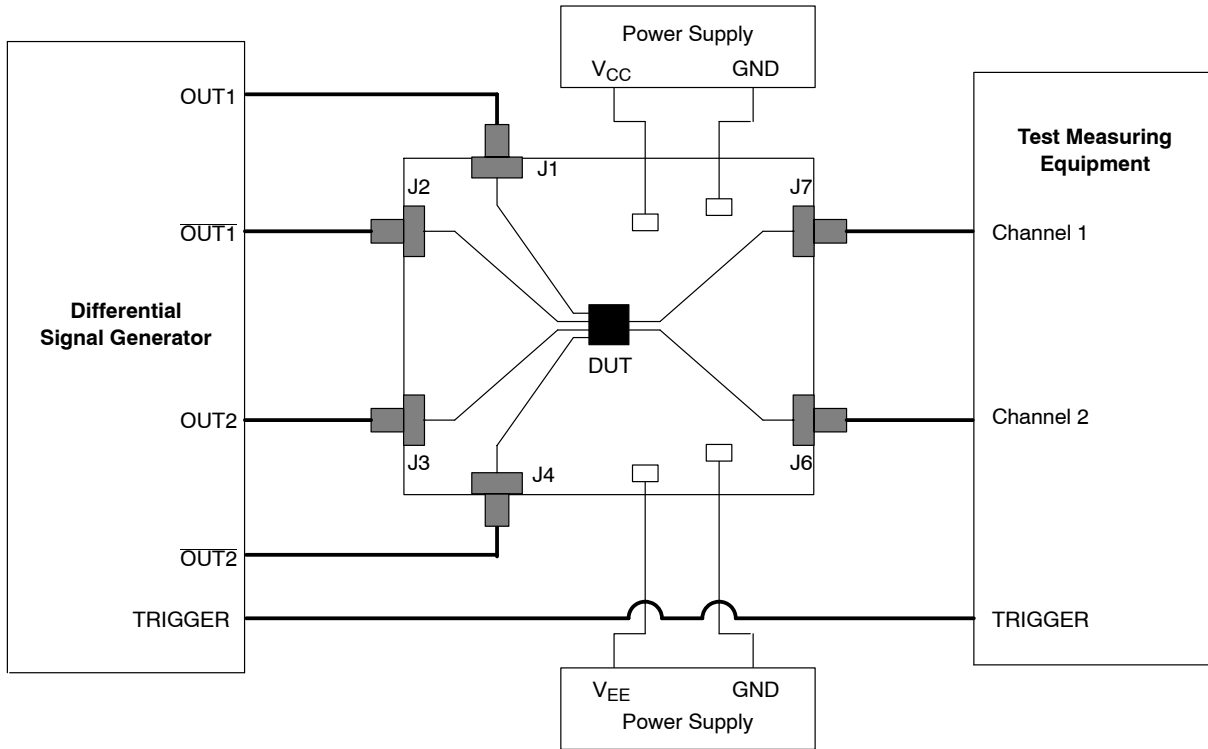 Power Supply
VCC GND
OUT1
Test Measuring
Equipment
J1
J2
J7
OUT1
Channel 1
Differential
Signal Generator
DUT
OUT2
Channel 2
J3
J4
J6
OUT2
TRIGGER
TRIGGER
VEE GND
Power Supply